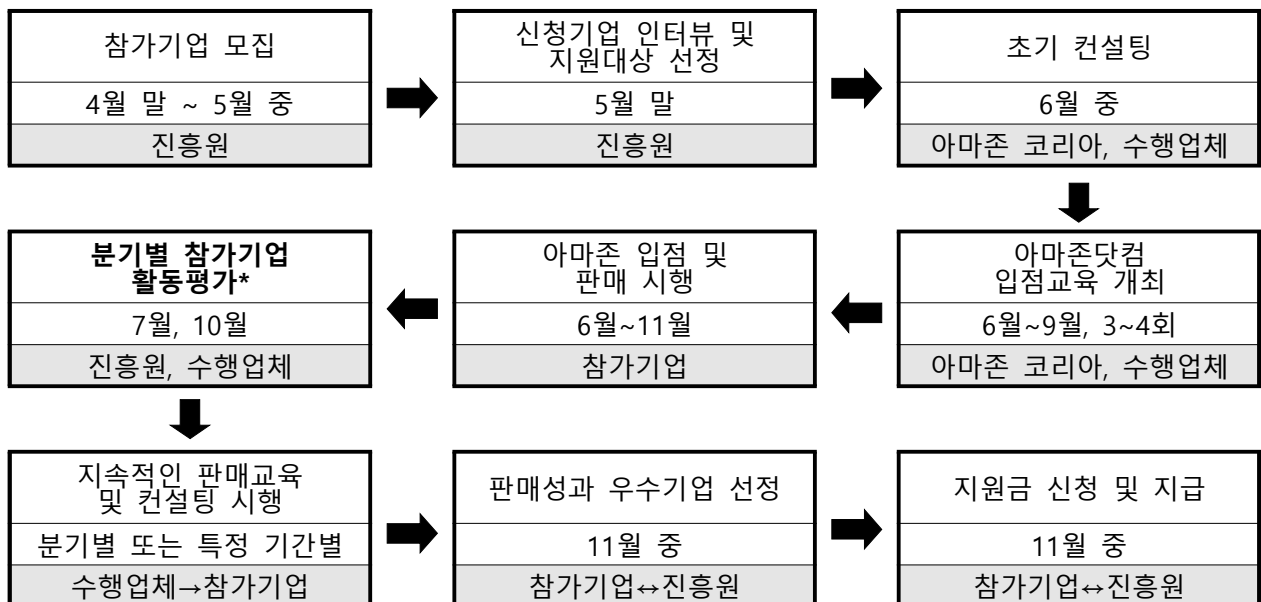 참가기업 모집
4월 말 ~ 5월 중
진흥원
신청기업 인터뷰 및
지원대상 선정
5월 말
진흥원
초기 컨설팅
6월 중
아마존 코리아, 수행업체
아마존닷컴
입점교육 개최
6월~9월, 3~4회
아마존 코리아, 수행업체
아마존 입점 및
판매 시행
6월~11월
참가기업
분기별 참가기업
활동평가*
7월, 10월
진흥원, 수행업체
지속적인 판매교육
및 컨설팅 시행
분기별 또는 특정 기간별
수행업체→참가기업
판매성과 우수기업 선정
11월 중
참가기업↔진흥원
지원금 신청 및 지급
11월 중
참가기업↔진흥원